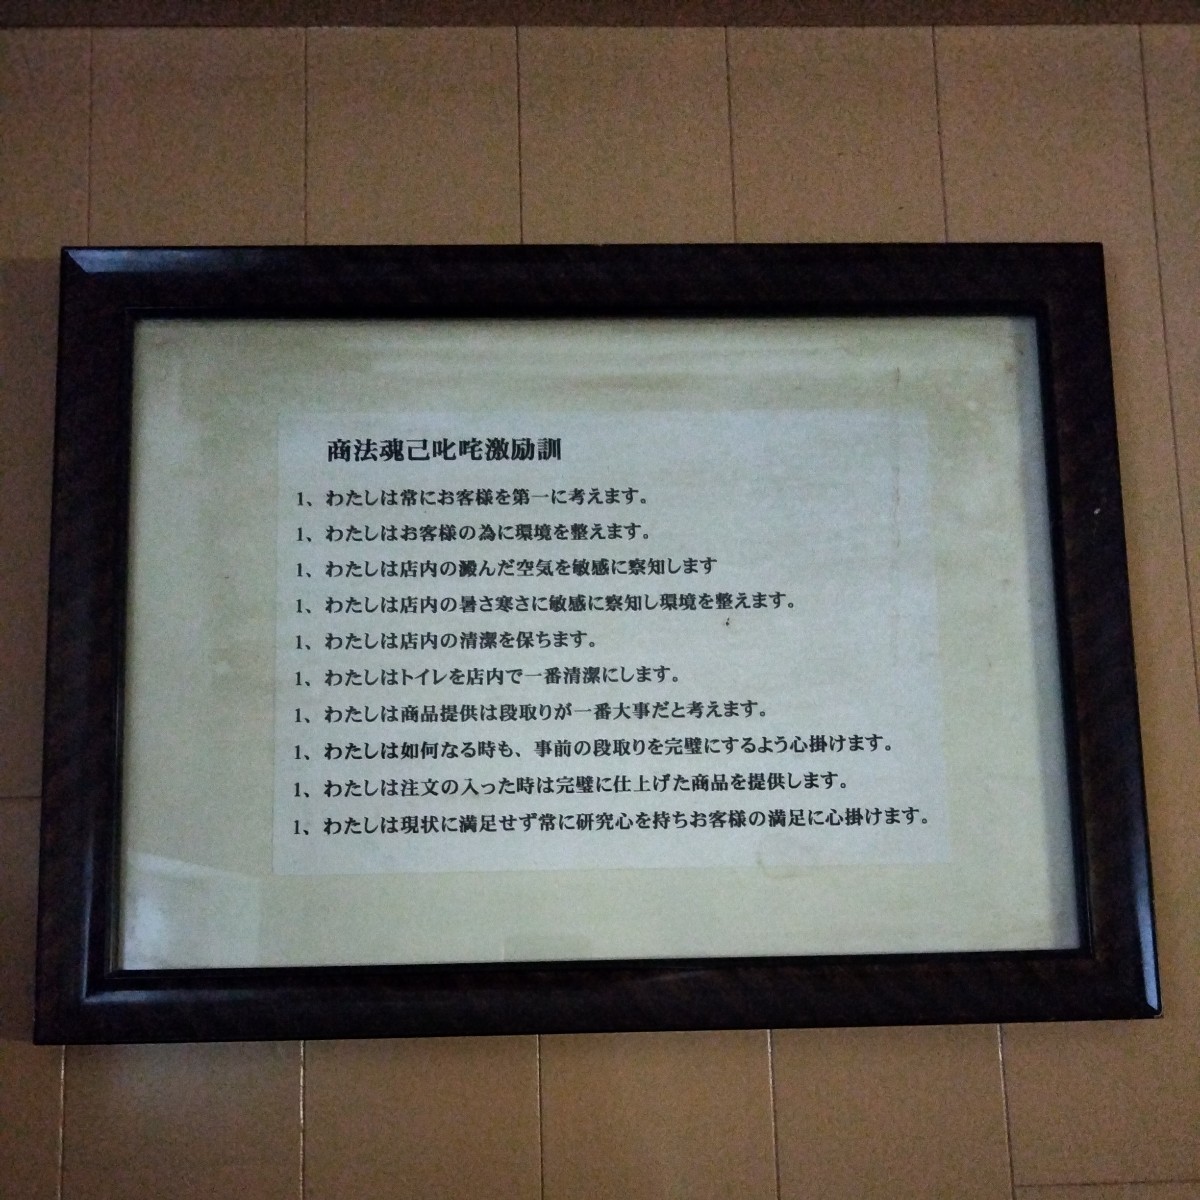 商法魂己叱咤激励訓
1、わたしは常にお客様を第一に考えます。
1、わたしはお客様の為に環境を整えます。
1、わたしは店内の澱んだ空気を敏感に察知します
1、わたしは店内の暑さ寒さに敏感に察知し環境を整えます。
1、わたしは店内の清潔を保ちます。
1、わたしはトイレを店内で一番清潔にします。
1、わたしは商品提供は段取りが一番大事だと考えます。
1、わたしは如何なる時も、事前の段取りを完璧にするよう心掛けます。
1、わたしは注文の入った時は完璧に仕上げた商品を提供します。
1、わたしは現状に満足せず常に研究心を持ちお客様の満足に心掛けます。